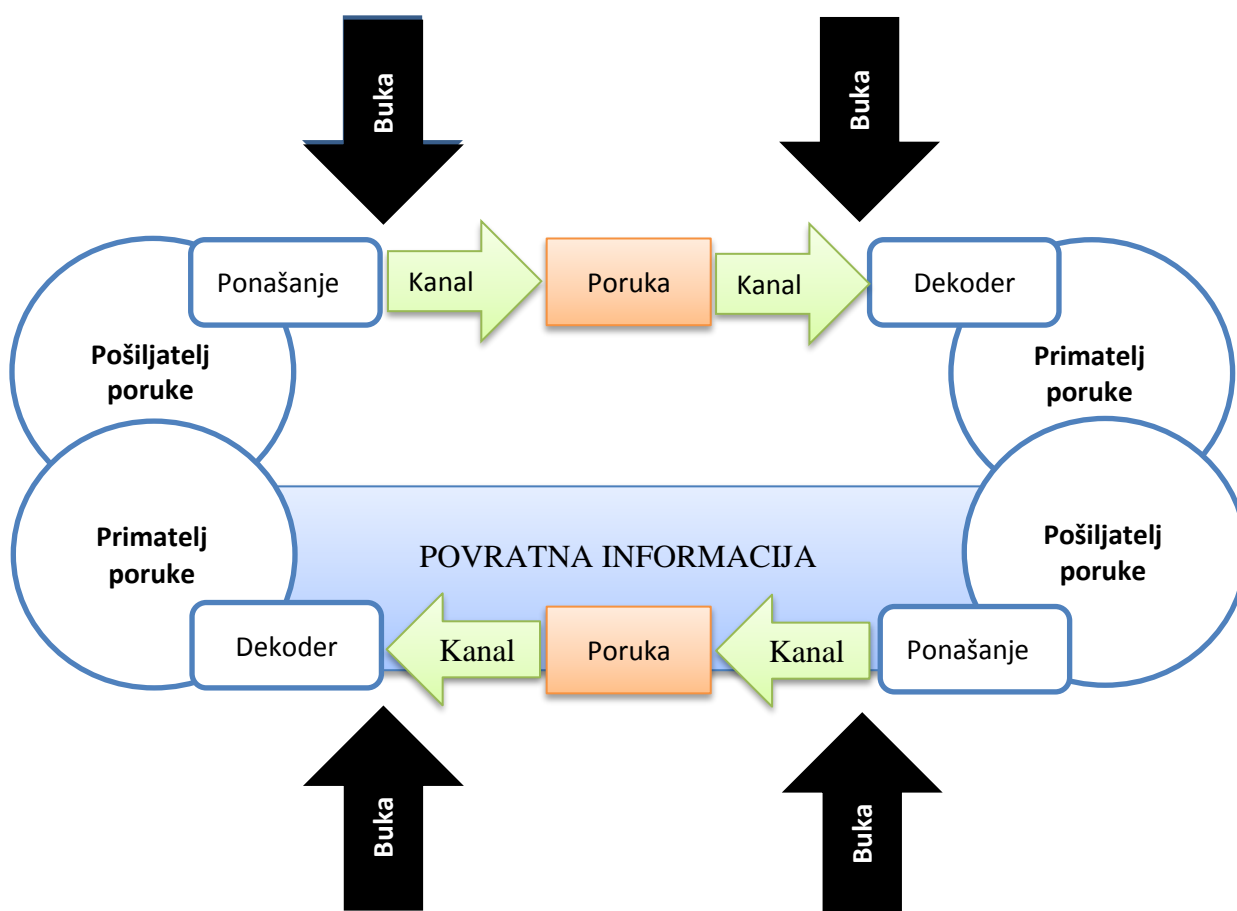 Buka
Buka
Ponašanje
Kanal
Poruka
Kanal
Dekoder
Pošiljatelj
poruke
Primatelj
poruke
Primatelj
poruke
POVRATNA INFORMACIJA
Pošiljatelj
poruke
Dekoder
Kanal
Poruka
Kanal
Ponašanje
Buka
Buka